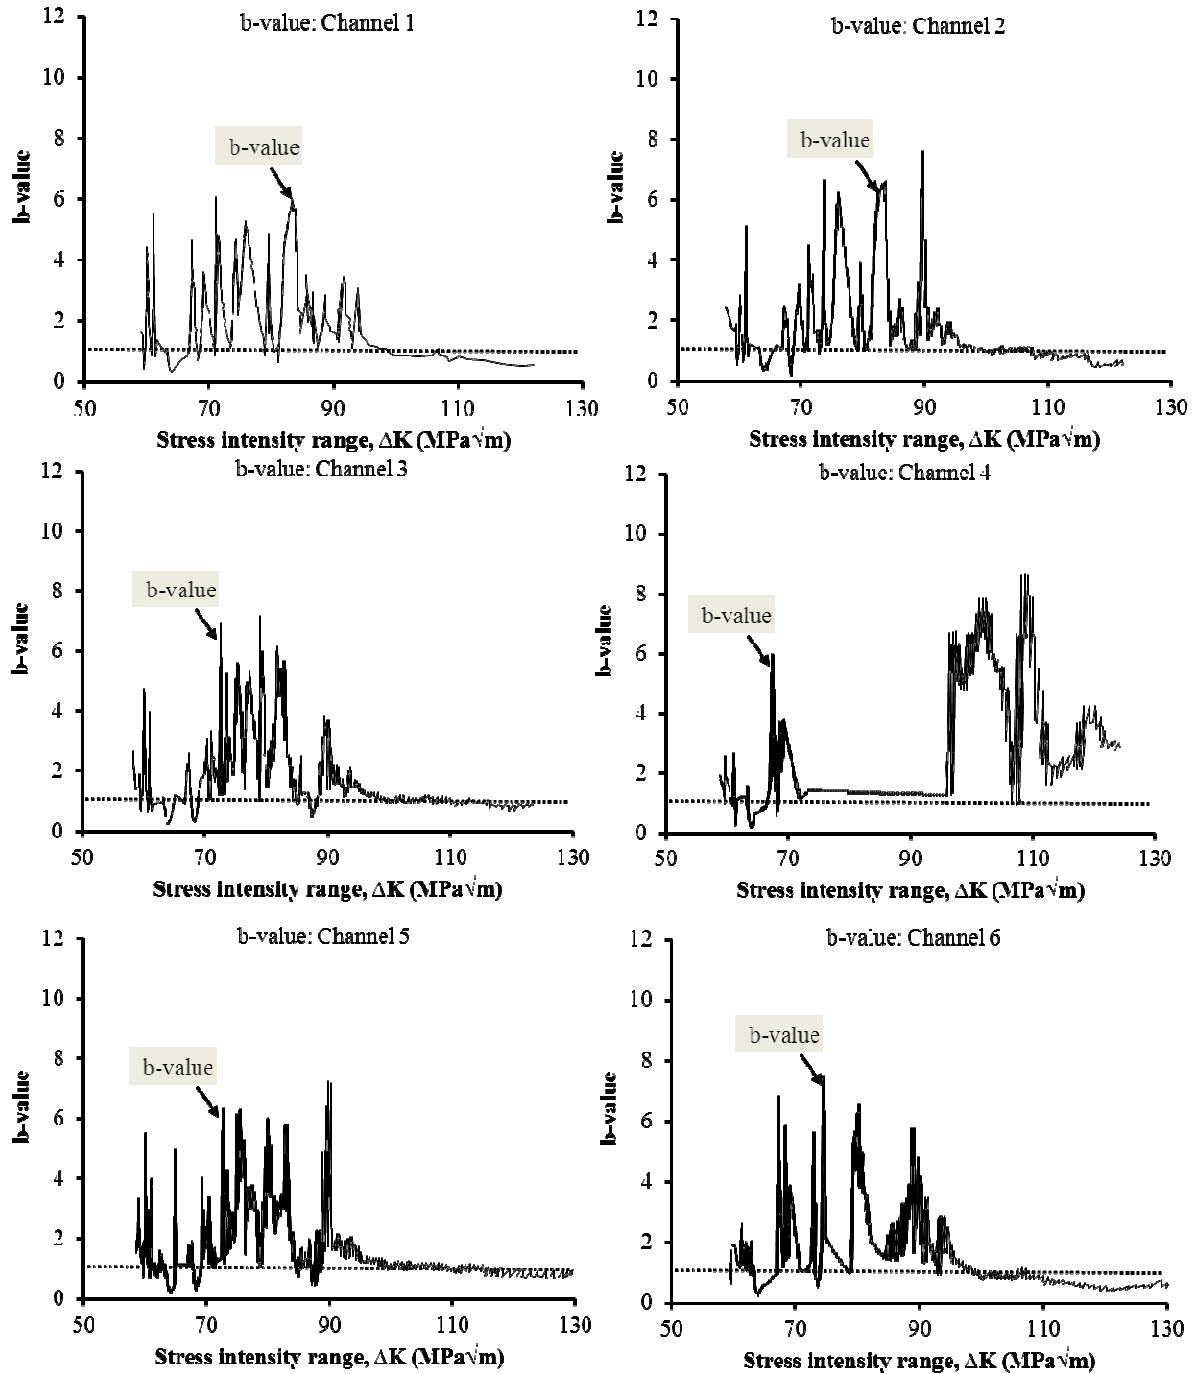 b-value: Channel 1
12
10
8
6
4
2
0
b-value
b-value
50 70 90 110 130
Stress intensity range, ΔK (MPa√m)
b-value: Channel 2
12
10
8
6
4
2
0
b-value
b-value
50 70 90 110 130
Stress intensity range, ΔK (MPa√m)
b-value: Channel 3
12
10
8
6
4
2
0
b-value
b-value
50 70 90 110 130
Stress intensity range, ΔK (MPa√m)
b-value: Channel 4
12
10
8
6
4
2
0
b-value
b-value
50 70 90 110 130
Stress intensity range, ΔK (MPa√m)
b-value: Channel 5
12
10
8
6
4
2
0
b-value
b-value
50 70 90 110 130
Stress intensity range, ΔK (MPa√m)
b-value: Channel 6
12
10
8
6
4
2
0
b-value
b-value
50 70 90 110 130
Stress intensity range, ΔK (MPa√m)